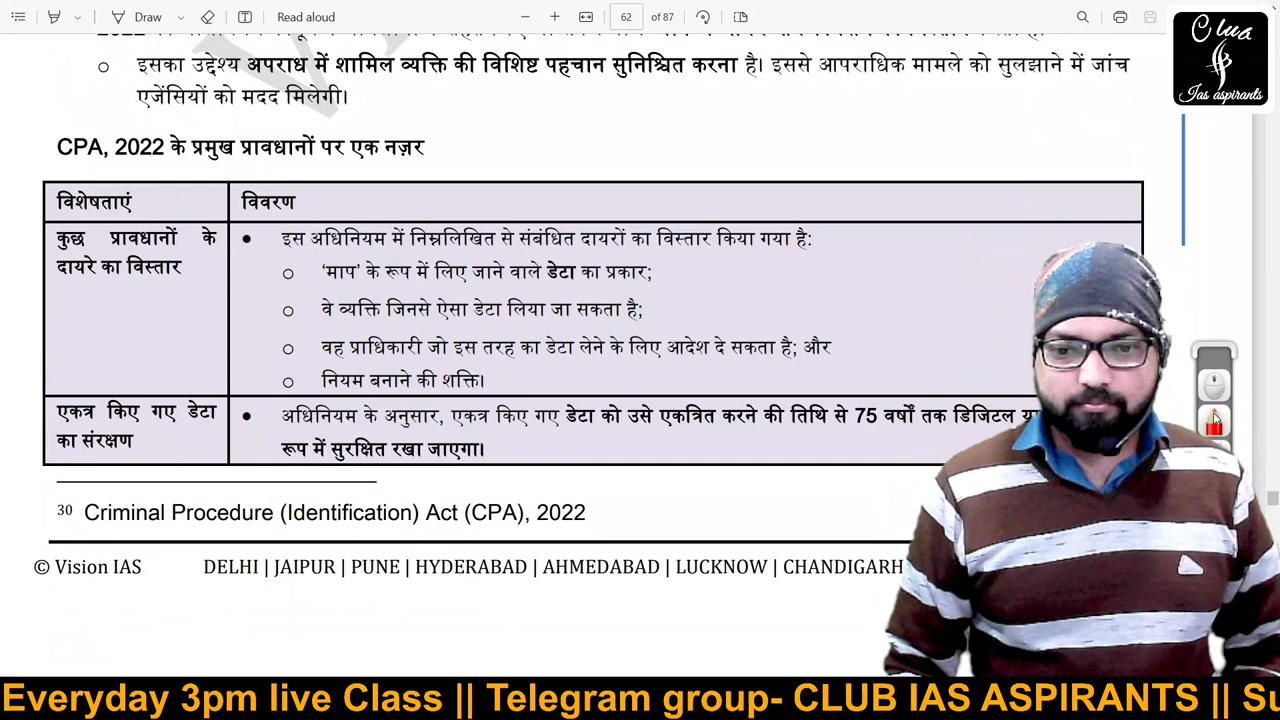 Draw
Read aloud
62 of 87
Clua
Ias aspirants
इसका उद्देश्य अपराध में शामिल व्यक्ति की विशिष्ट पहचान सुनिश्चित करना है। इससे आपराधिक मामले को सुलझाने में जांच
एजेंसियों को मदद मिलेगी।
CPA, 2022 के प्रमुख प्रावधानों पर एक नज़र
विशेषताएं विवरण
कुछ प्रावधानों के दायरे का विस्तार
• इस अधिनियम में निम्नलिखित से संबंधित दायरों का विस्तार किया गया है:
○ 'माप' के रूप में लिए जाने वाले डेटा का प्रकार;
○ वे व्यक्ति जिनसे ऐसा डेटा लिया जा सकता है;
○ वह प्राधिकारी जो इस तरह का डेटा लेने के लिए आदेश दे सकता है; और
○ नियम बनाने की शक्ति।
एकत्र किए गए डेटा का संरक्षण
• अधिनियम के अनुसार, एकत्र किए गए डेटा को उसे एकत्रित करने की तिथि से 75 वर्षों तक डिजिटल
रूप में सुरक्षित रखा जाएगा।
30 Criminal Procedure (Identification) Act (CPA), 2022
© Vision IAS DELHI | JAIPUR | PUNE | HYDERABAD | AHMEDABAD | LUCKNOW | CHANDIGARH
Everyday 3pm live Class || Telegram group- CLUB IAS ASPIRANTS || Su